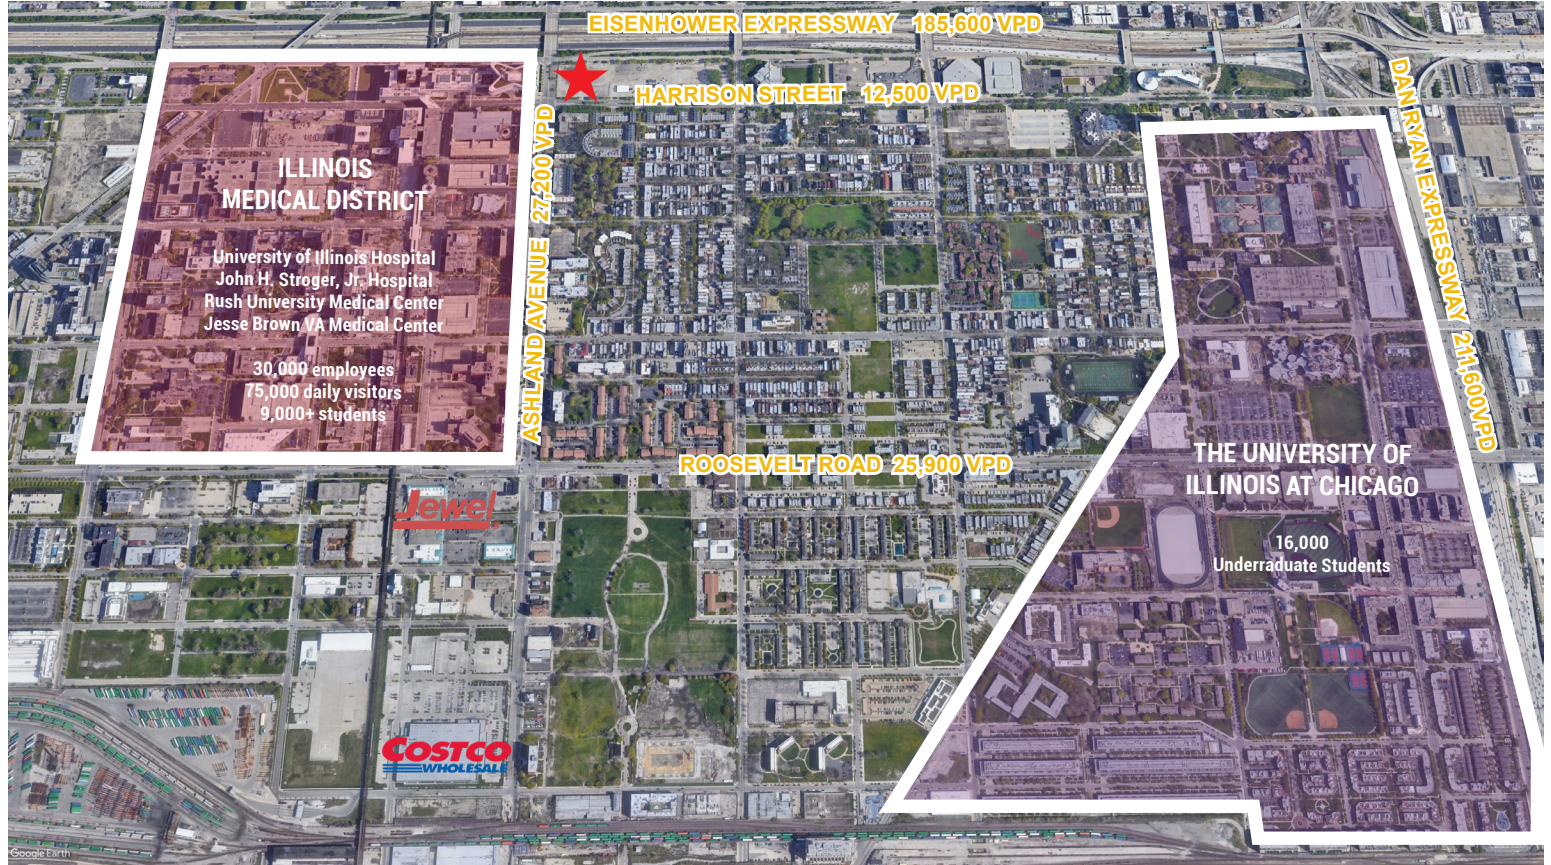 EISENHOWER EXPRESSWAY 185,600 VPD
HARRISON STREET 12,500 VPD
DAN RYAN EXPRESSWAY 211,600VPD
ASHLAND AVENUE 27,200 VPD
ILLINOIS
MEDICAL DISTRICT
University of Illinois Hospital
John H. Stroger, Jr. Hospital
Rush University Medical Center
Jesse Brown VA Medical Center
30,000 employees
75,000 daily visitors
9,000+ students
ROOSEVELT ROAD 25,900 VPD
THE UNIVERSITY OF
ILLINOIS AT CHICAGO
16,000
Underraduate Students
Jewel
COSTCO
WHOLESALE
Google Earth